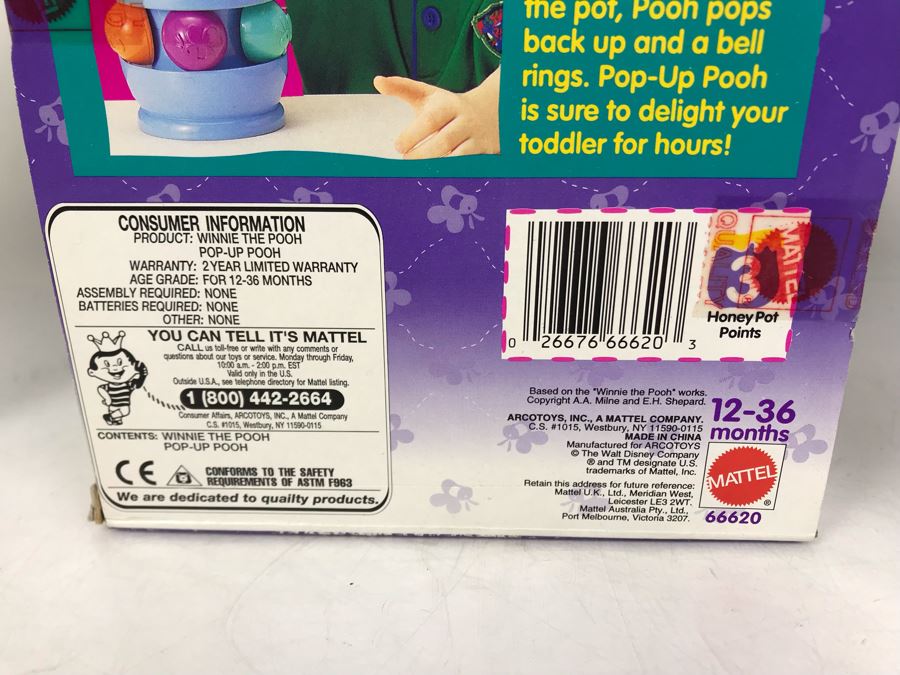 the pot, Pooh pops
back up and a bell
rings. Pop-Up Pooh
is sure to delight your
toddler for hours!
CONSUMER INFORMATION
PRODUCT: WINNIE THE POOH
POP-UP POOH
WARRANTY: 2 YEAR LIMITED WARRANTY
AGE GRADE: FOR 12-36 MONTHS
ASSEMBLY REQUIRED: NONE
BATTERIES REQUIRED: NONE
OTHER: NONE
YOU CAN TELL IT'S MATTEL
CALL us toll-free or write with any comments or
questions about our toys or service. Monday through Friday,
10:00 a.m. - 2:00 p.m. EST
Valid only in the U.S.
Outside U.S.A., see telephone directory for Mattel listing.
1 (800) 442-2664
Consumer Affairs, ARCOTOYS, INC., A Mattel Company
C.S. #1015, Westbury, NY 11590-0115
CONTENTS: WINNIE THE POOH
POP-UP POOH
CE
CONFORMS TO THE SAFETY
REQUIREMENTS OF ASTM F963
We are dedicated to quailty products.
0 26676 66620 3
QUALITY
MATTEL
3
Honey Pot
Points
Based on the "Winnie the Pooh" works.
Copyright A.A. Milne and E.H. Shepard.
ARCOTOYS, INC., A MATTEL COMPANY.
C.S. #1015, Westbury, NY 11590-0115
MADE IN CHINA
Manufactured for ARCOTOYS
© The Walt Disney Company
® and TM designate U.S.
trademarks of Mattel, Inc.
Retain this address for future reference:
Mattel U.K., Ltd., Meridian West,
Leicester LE3 2WT.
Mattel Australia Pty., Ltd.,
Port Melbourne, Victoria 3207.
12-36
months
MATTEL
®
66620